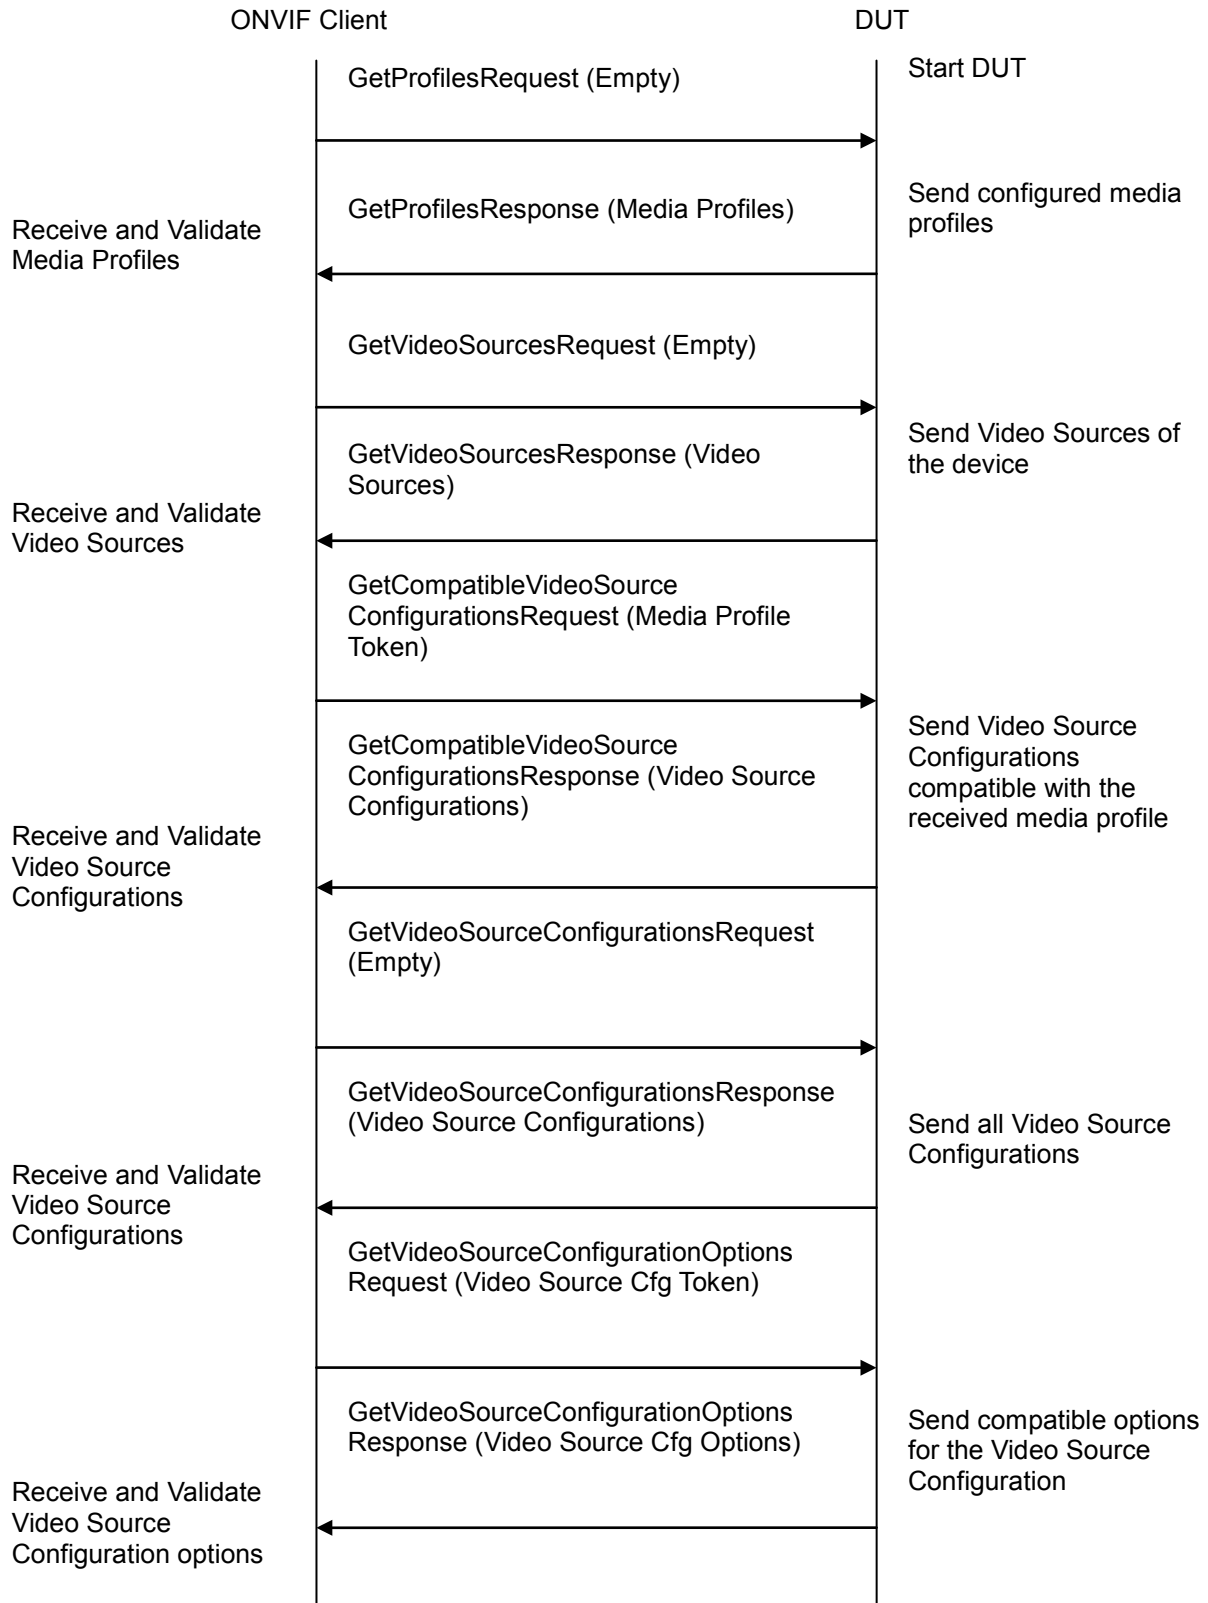 ONVIF Client
DUT
Start DUT
GetProfilesRequest (Empty)
Send configured media
profiles
GetProfilesResponse (Media Profiles)
Receive and Validate
Media Profiles
GetVideoSourcesRequest (Empty)
Send Video Sources of
the device
GetVideoSourcesResponse (Video
Sources)
Receive and Validate
Video Sources
GetCompatibleVideoSource
ConfigurationsRequest (Media Profile
Token)
Send Video Source
Configurations
compatible with the
received media profile
GetCompatibleVideoSource
ConfigurationsResponse (Video Source
Configurations)
Receive and Validate
Video Source
Configurations
GetVideoSourceConfigurationsRequest
(Empty)
GetVideoSourceConfigurationsResponse
(Video Source Configurations)
Send all Video Source
Configurations
Receive and Validate
Video Source
Configurations
GetVideoSourceConfigurationOptions
Request (Video Source Cfg Token)
GetVideoSourceConfigurationOptions
Response (Video Source Cfg Options)
Send compatible options
for the Video Source
Configuration
Receive and Validate
Video Source
Configuration options